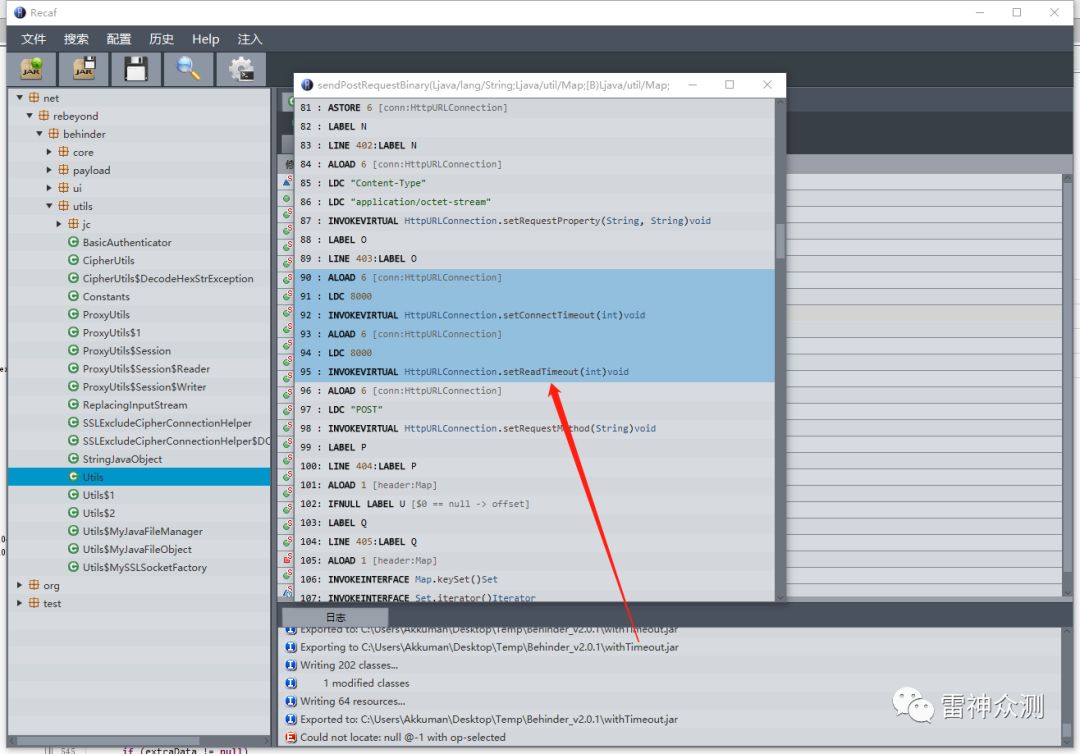 Recaf
文件 搜索 配置 历史 Help 注入
JAR JAR
net
rebeyond
behinder
core
payload
ui
utils
jc
BasicAuthenticator
CipherUtils
CipherUtils$DecodeHexStrException
Constants
ProxyUtils
ProxyUtils$1
ProxyUtils$Session
ProxyUtils$Session$Reader
ProxyUtils$Session$Writer
ReplacingInputStream
SSLExcludeCipherConnectionHelper
SSLExcludeCipherConnectionHelper$DC
StringJavaObject
Utils
Utils$1
Utils$2
Utils$MyJavaFileManager
Utils$MyJavaFileObject
Utils$MySSLSocketFactory
org
test
sendPostRequestBinary(Ljava/lang/String;Ljava/util/Map;[B)Ljava/util/Map;
81 : ASTORE 6 [conn:HttpURLConnection]
82 : LABEL N
83 : LINE 402:LABEL N
84 : ALOAD 6 [conn:HttpURLConnection]
85 : LDC "Content-Type"
86 : LDC "application/octet-stream"
87 : INVOKEVIRTUAL HttpURLConnection.setRequestProperty(String, String)void
88 : LABEL O
89 : LINE 403:LABEL O
90 : ALOAD 6 [conn:HttpURLConnection]
91 : LDC 8000
92 : INVOKEVIRTUAL HttpURLConnection.setConnectTimeout(int)void
93 : ALOAD 6 [conn:HttpURLConnection]
94 : LDC 8000
95 : INVOKEVIRTUAL HttpURLConnection.setReadTimeout(int)void
96 : ALOAD 6 [conn:HttpURLConnection]
97 : LDC "POST"
98 : INVOKEVIRTUAL HttpURLConnection.setRequestMethod(String)void
99 : LABEL P
100: LINE 404:LABEL P
101: ALOAD 1 [header:Map]
102: IFNULL LABEL U [$0 == null -> offset]
103: LABEL Q
104: LINE 405:LABEL Q
105: ALOAD 1 [header:Map]
106: INVOKEINTERFACE Map.keySet()Set
107: INVOKEINTERFACE Set.iterator()Iterator
日志
Exported to: C:\Users\Akkuman\Desktop\Temp\Behinder_v2.0.1\withTimeout.jar
Exporting to C:\Users\Akkuman\Desktop\Temp\Behinder_v2.0.1\withTimeout.jar
Writing 202 classes...
1 modified classes
Writing 64 resources...
Exported to: C:\Users\Akkuman\Desktop\Temp\Behinder_v2.0.1\withTimeout.jar
Could not locate: null @-1 with op-selected
雷神众测
545 if (extraData != null)